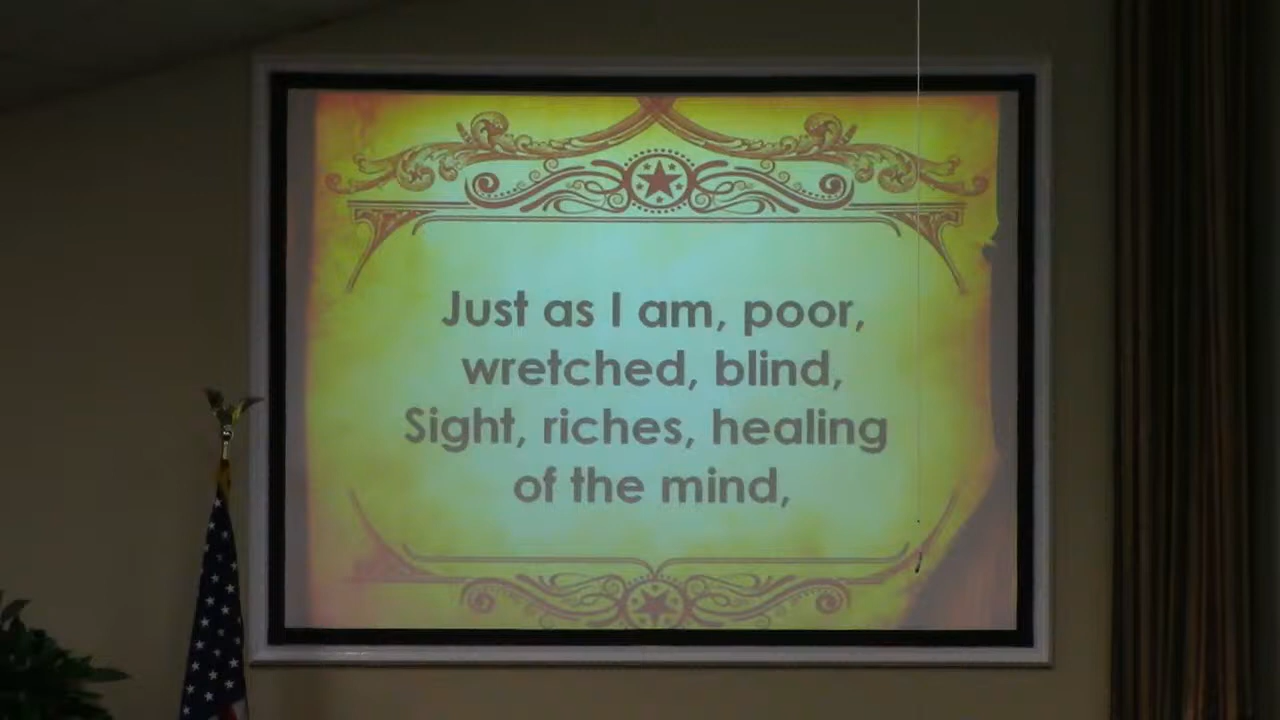 Just as I am, poor,
wretched, blind,
Sight, riches, healing
of the mind,